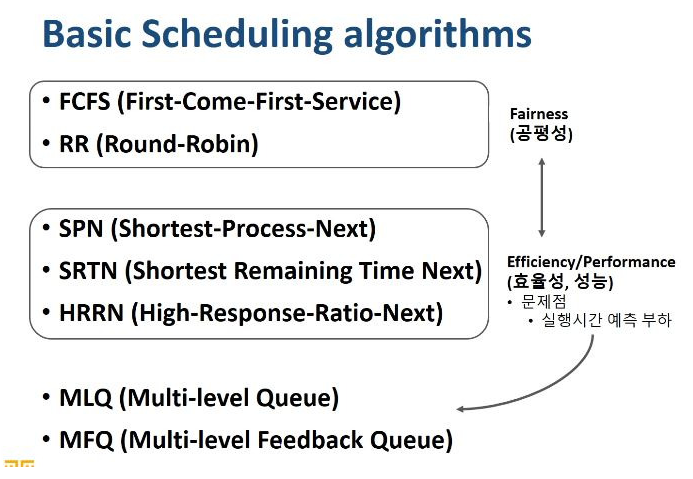 Basic Scheduling algorithms
• FCFS (First-Come-First-Service)
• RR (Round-Robin)
Fairness
(공평성)
• SPN (Shortest-Process-Next)
• SRTN (Shortest Remaining Time Next)
• HRRN (High-Response-Ratio-Next)
Efficiency/Performance
(효율성, 성능)
• 문제점
• 실행시간 예측 부하
• MLQ (Multi-level Queue)
• MFQ (Multi-level Feedback Queue)